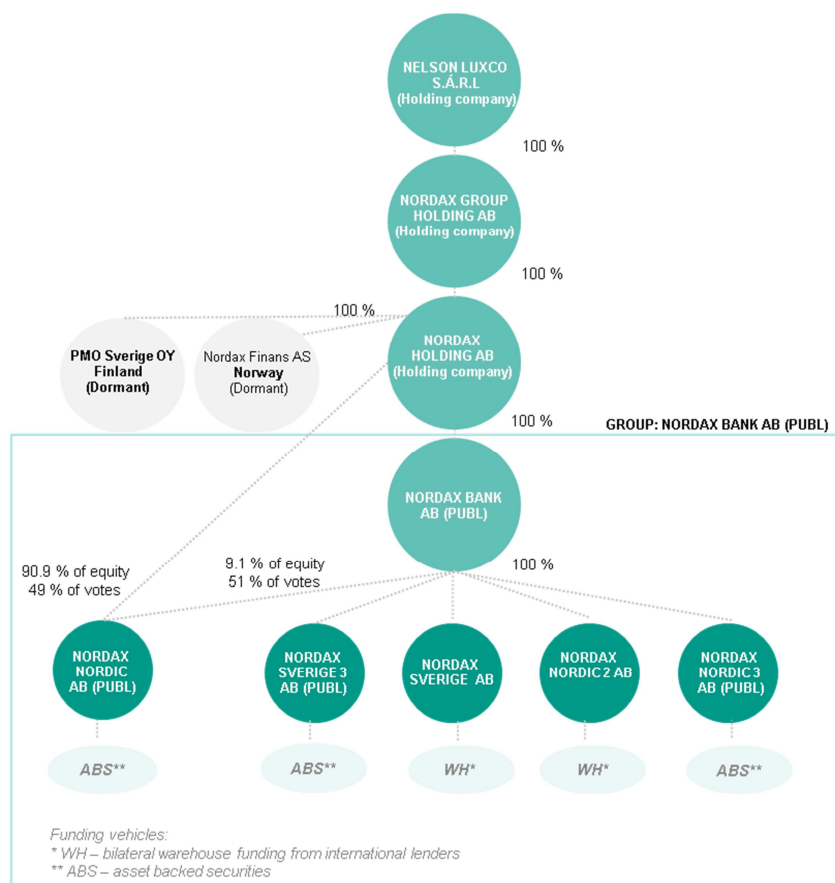 NELSON LUXCO
S.Á.R.L
(Holding company)
100 %
NORDAX GROUP
HOLDING AB
(Holding company)
100 %
100 %
PMO Sverige OY
Finland
(Dormant)
Nordax Finans AS
Norway
(Dormant)
NORDAX
HOLDING AB
(Holding company)
100 %
GROUP: NORDAX BANK AB (PUBL)
NORDAX BANK
AB (PUBL)
90.9 % of equity
49 % of votes
9.1 % of equity
51 % of votes
100 %
NORDAX
NORDIC
AB (PUBL)
NORDAX
SVERIGE 3
AB (PUBL)
NORDAX
SVERIGE AB
NORDAX
NORDIC 2 AB
NORDAX
NORDIC 3
AB (PUBL)
ABS**
ABS**
WH*
WH*
ABS**
Funding vehicles:
* WH – bilateral warehouse funding from international lenders
** ABS – asset backed securities